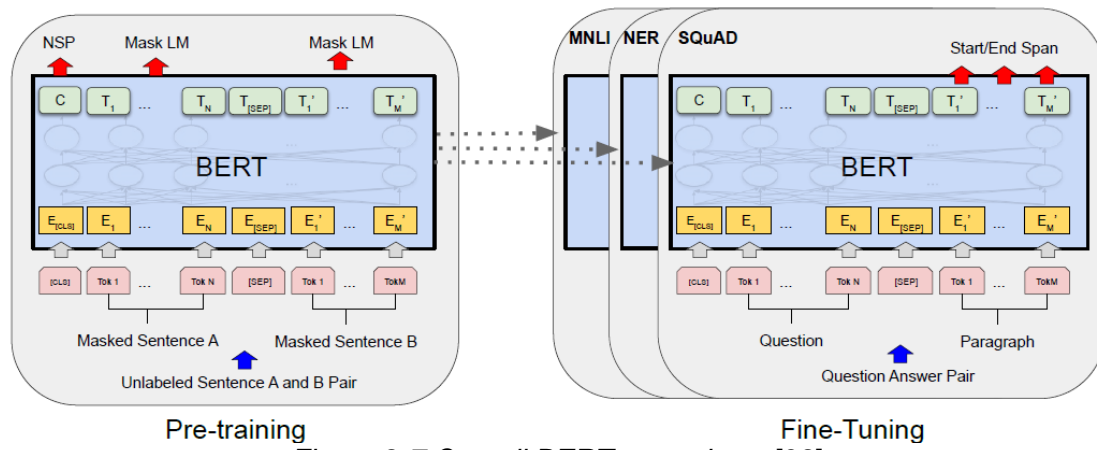 NSP Mask LM Mask LM
C T1 ... TN T[SEP] T1' ... TM'
BERT
E[CLS] E1 ... EN E[SEP] E1' ... EM'
[CLS] Tok 1 ... Tok N [SEP] Tok 1 ... TokM
Masked Sentence A Masked Sentence B
Unlabeled Sentence A and B Pair
Pre-training
MNLI NER SQuAD
Start/End Span
C T1 ... TN T[SEP] T1' ... TM'
BERT
E[CLS] E1 ... EN E[SEP] E1' ... EM'
[CLS] Tok 1 ... Tok N [SEP] Tok 1 ... TokM
Question Paragraph
Question Answer Pair
Fine-Tuning